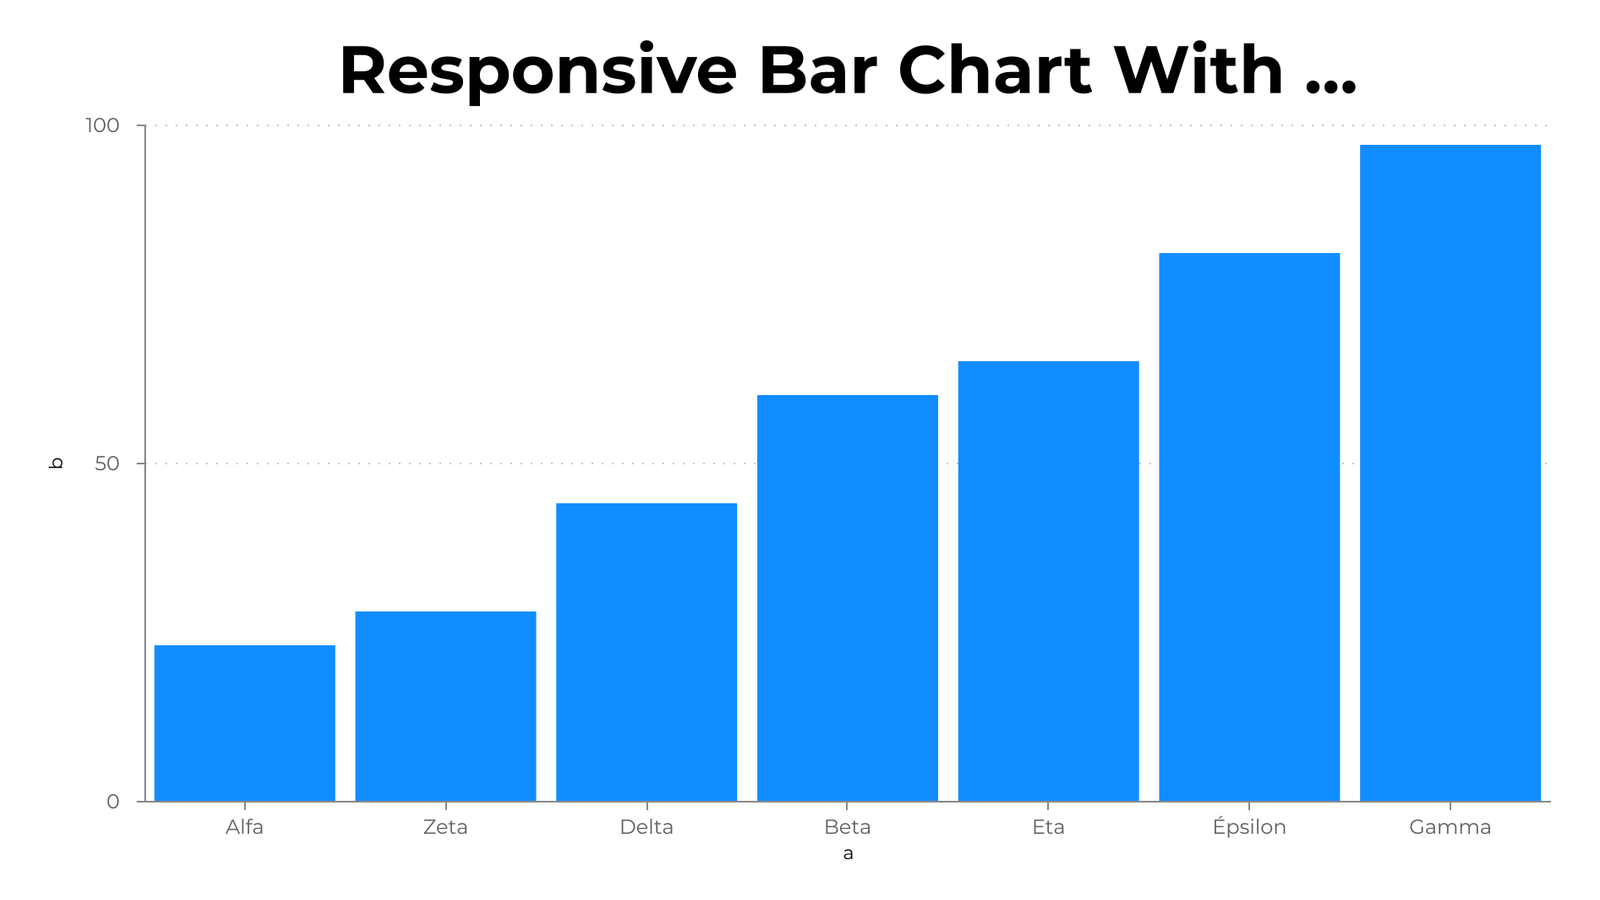 Responsive Bar Chart With ...
100
50
0
b
Alfa Zeta Delta Beta Eta Épsilon Gamma
a